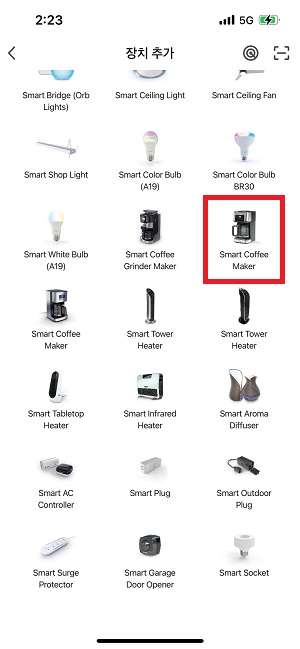 2:23
5G
장치 추가
Smart Bridge (Orb Smart Ceiling Light Smart Ceiling Fan
Lights)
Smart Shop Light Smart Color Bulb Smart Color Bulb
(A19) BR30
Smart White Bulb Smart Coffee Smart Coffee
(A19) Grinder Maker Maker
Smart Coffee Smart Tower Smart Tower
Maker Heater Heater
Smart Tabletop Smart Infrared Smart Aroma
Heater Heater Diffuser
Smart AC Smart Plug Smart Outdoor
Controller Plug
Smart Surge Smart Garage Smart Socket
Protector Door Opener